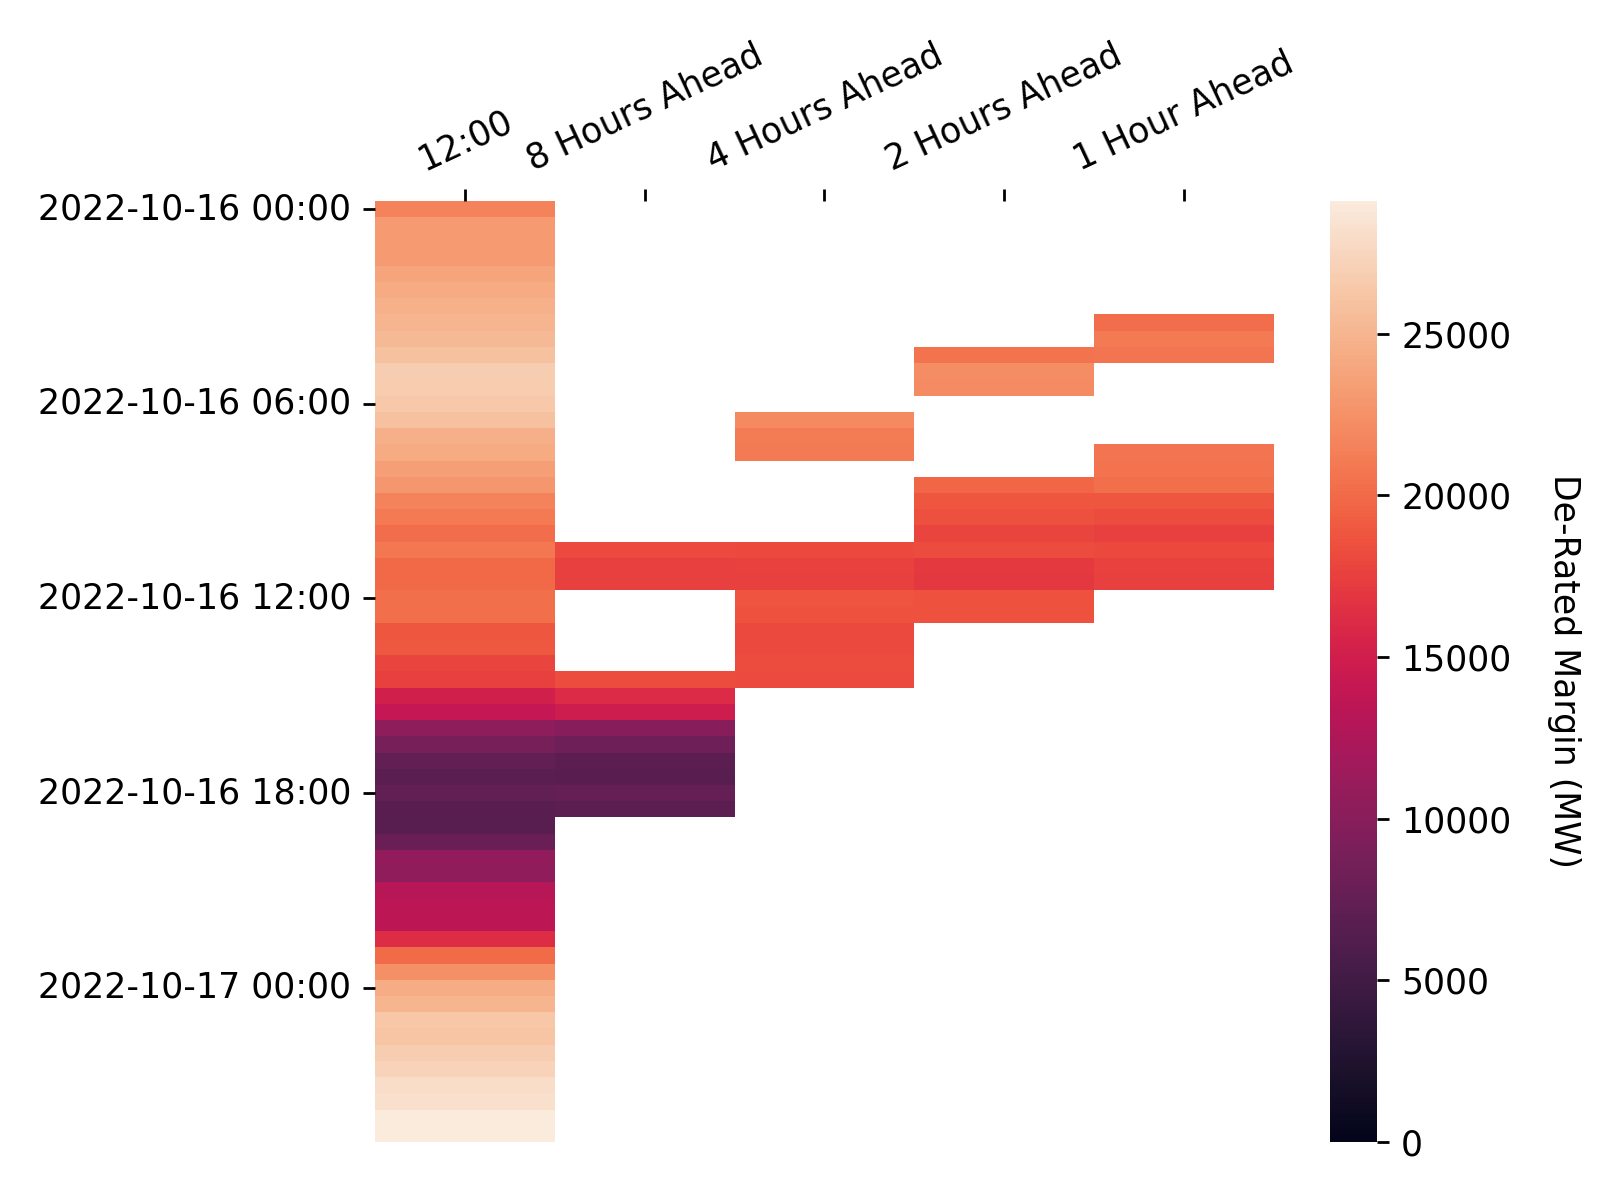 12:00
8 Hours Ahead
4 Hours Ahead
2 Hours Ahead
1 Hour Ahead
2022-10-16 00:00
2022-10-16 06:00
2022-10-16 12:00
2022-10-16 18:00
2022-10-17 00:00
25000
20000
15000
10000
5000
0
De-Rated Margin (MW)